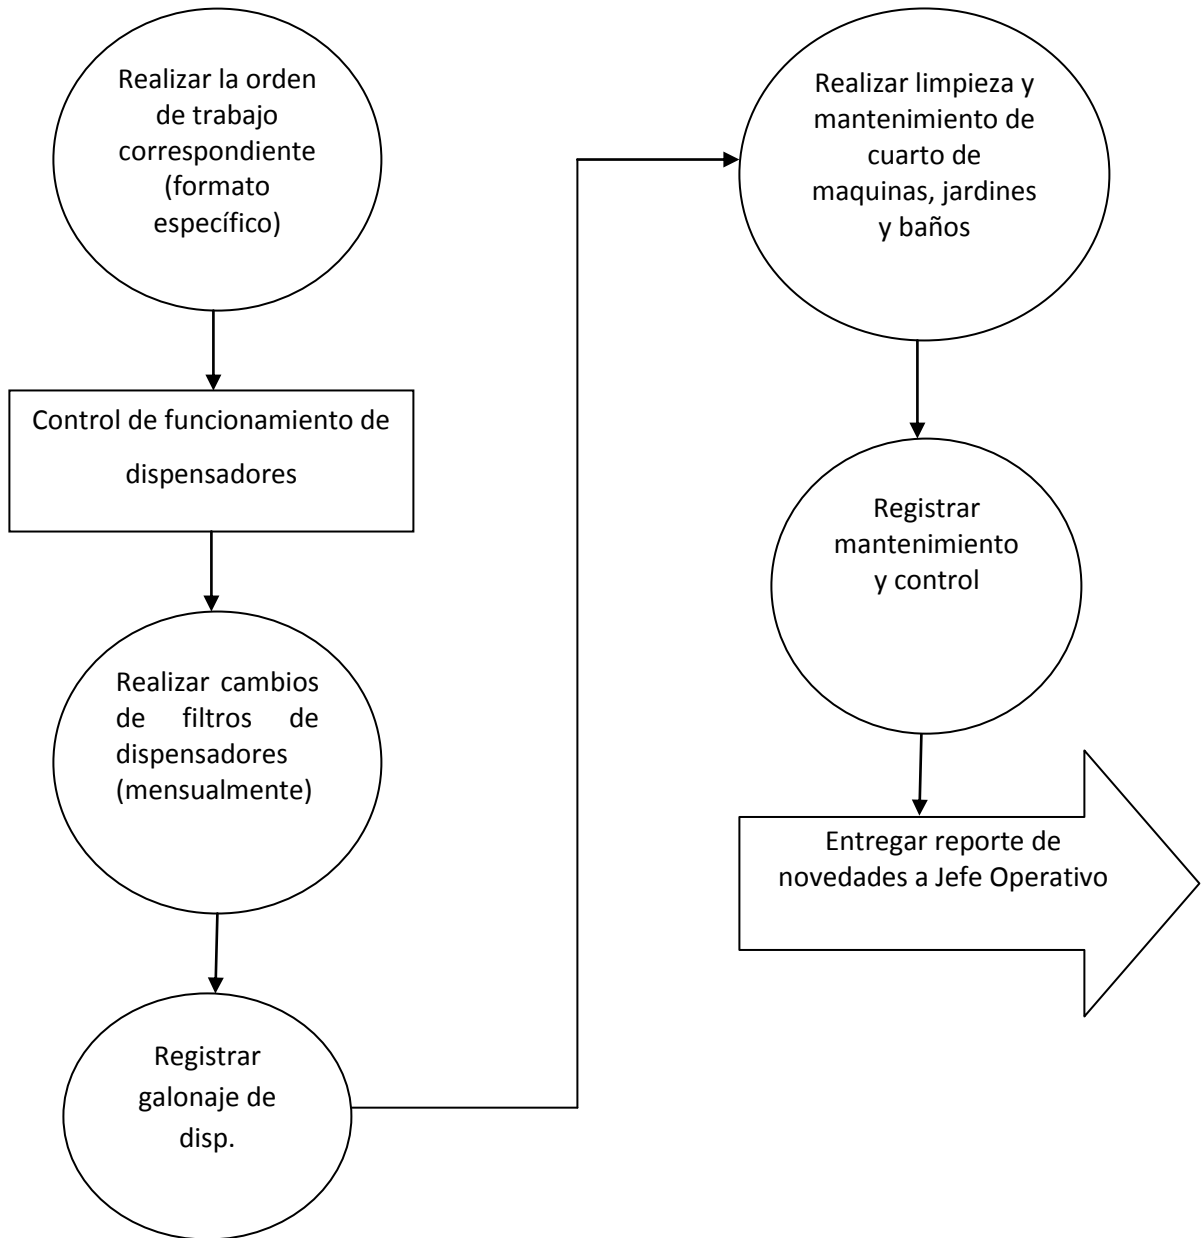 Realizar la orden
de trabajo
correspondiente
(formato
específico)
Control de funcionamiento de
dispensadores
Realizar cambios
de filtros de
dispensadores
(mensualmente)
Registrar
galonaje de
disp.
Realizar limpieza y
mantenimiento de
cuarto de
maquinas, jardines
y baños
Registrar
mantenimiento
y control
Entregar reporte de
novedades a Jefe Operativo